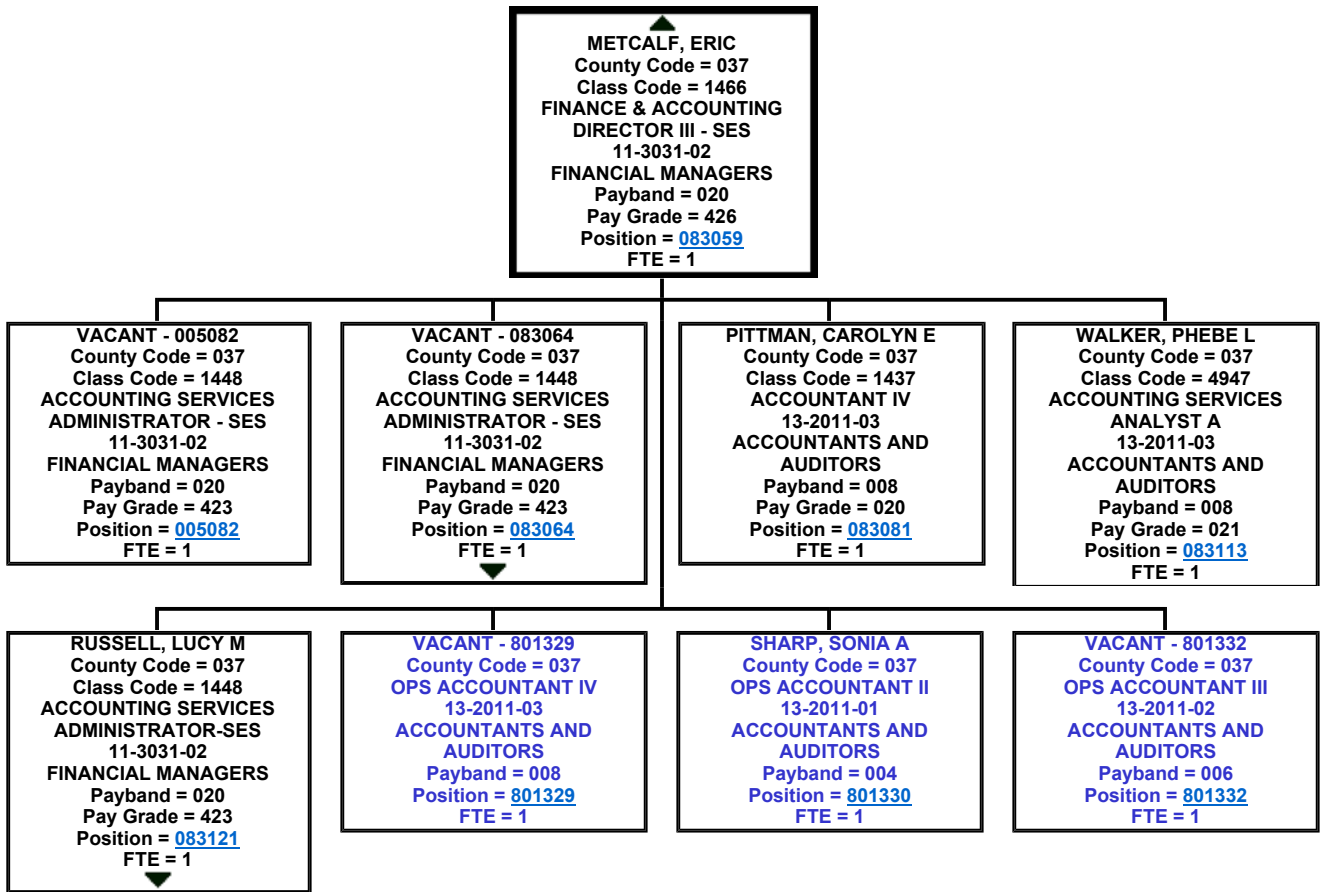 METCALF, ERIC
County Code = 037
Class Code = 1466
FINANCE & ACCOUNTING
DIRECTOR III - SES
11-3031-02
FINANCIAL MANAGERS
Payband = 020
Pay Grade = 426
Position = 083059
FTE = 1
VACANT - 005082
County Code = 037
Class Code = 1448
ACCOUNTING SERVICES
ADMINISTRATOR - SES
11-3031-02
FINANCIAL MANAGERS
Payband = 020
Pay Grade = 423
Position = 005082
FTE = 1
VACANT - 083064
County Code = 037
Class Code = 1448
ACCOUNTING SERVICES
ADMINISTRATOR - SES
11-3031-02
FINANCIAL MANAGERS
Payband = 020
Pay Grade = 423
Position = 083064
FTE = 1
PITTMAN, CAROLYN E
County Code = 037
Class Code = 1437
ACCOUNTANT IV
13-2011-03
ACCOUNTANTS AND
AUDITORS
Payband = 008
Pay Grade = 020
Position = 083081
FTE = 1
WALKER, PHEBE L
County Code = 037
Class Code = 4947
ACCOUNTING SERVICES
ANALYST A
13-2011-03
ACCOUNTANTS AND
AUDITORS
Payband = 008
Pay Grade = 021
Position = 083113
FTE = 1
RUSSELL, LUCY M
County Code = 037
Class Code = 1448
ACCOUNTING SERVICES
ADMINISTRATOR-SES
11-3031-02
FINANCIAL MANAGERS
Payband = 020
Pay Grade = 423
Position = 083121
FTE = 1
VACANT - 801329
County Code = 037
OPS ACCOUNTANT IV
13-2011-03
ACCOUNTANTS AND
AUDITORS
Payband = 008
Position = 801329
FTE = 1
SHARP, SONIA A
County Code = 037
OPS ACCOUNTANT II
13-2011-01
ACCOUNTANTS AND
AUDITORS
Payband = 004
Position = 801330
FTE = 1
VACANT - 801332
County Code = 037
OPS ACCOUNTANT III
13-2011-02
ACCOUNTANTS AND
AUDITORS
Payband = 006
Position = 801332
FTE = 1